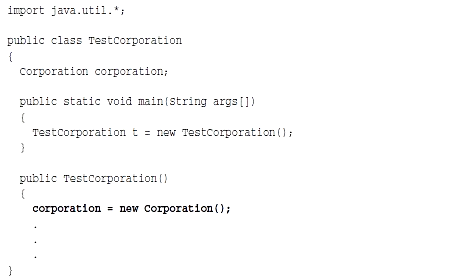 import java.util.*;
public class TestCorporation
{
Corporation corporation;
public static void main(String args[])
{
TestCorporation t = new TestCorporation();
}
public TestCorporation()
{
corporation = new Corporation();
.
.
.
}